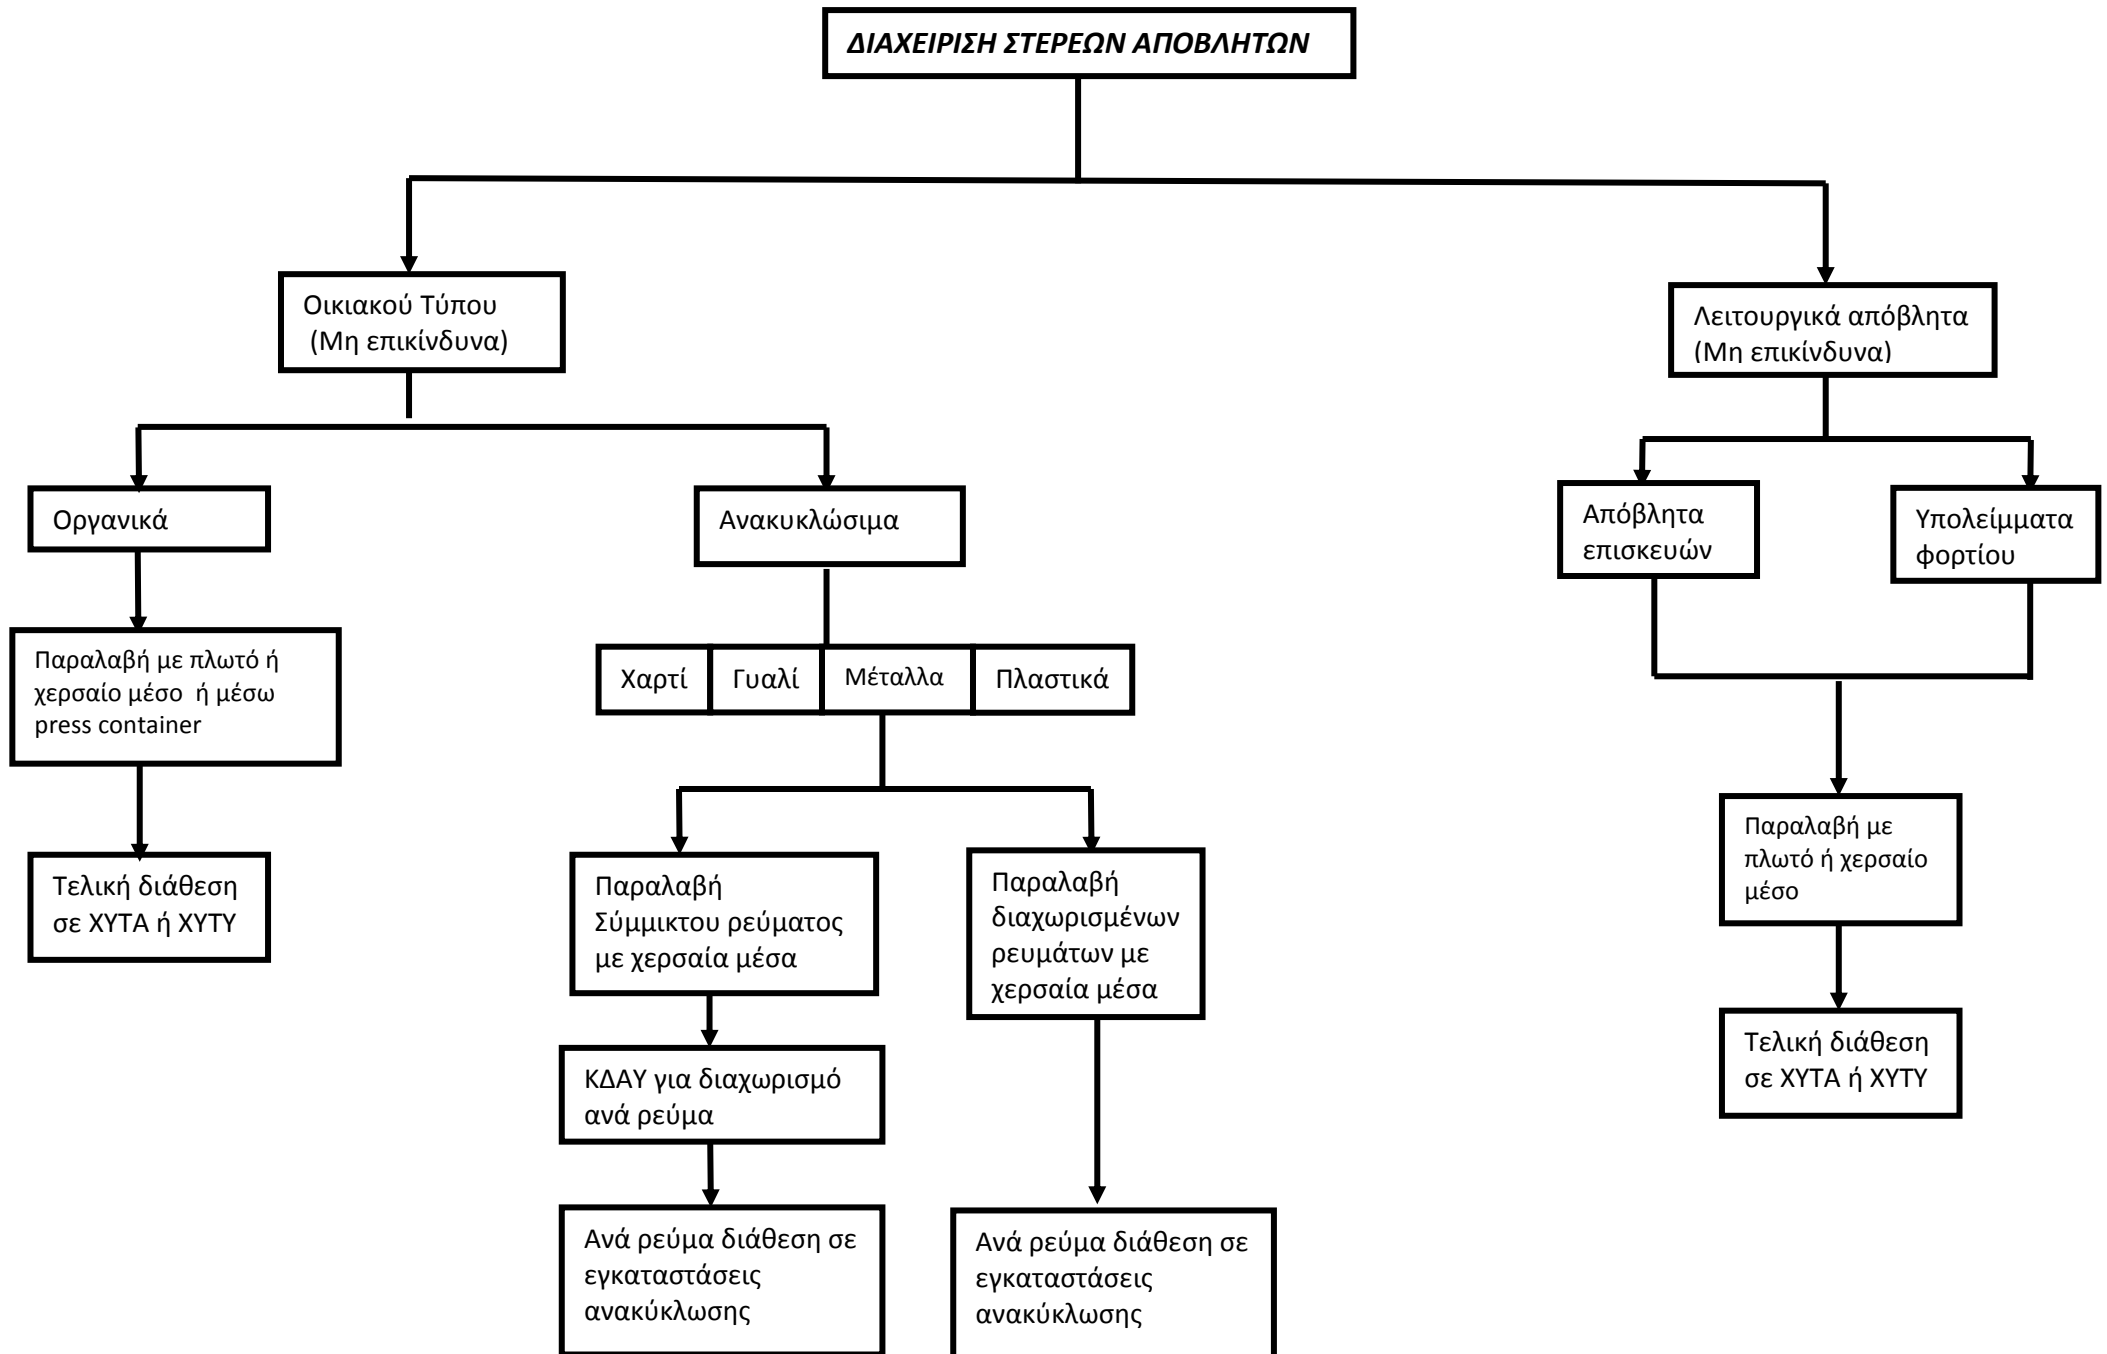 ΔΙΑΧΕΙΡΙΣΗ ΣΤΕΡΕΩΝ ΑΠΟΒΛΗΤΩΝ
Οικιακού Τύπου
(Μη επικίνδυνα)
Λειτουργικά απόβλητα
(Μη επικίνδυνα)
Οργανικά
Ανακυκλώσιμα
Απόβλητα
επισκευών
Υπολείμματα
φορτίου
Παραλαβή με πλωτό ή
χερσαίο μέσο ή μέσω
press container
Χαρτί
Γυαλί
Μέταλλα
Πλαστικά
Τελική διάθεση
σε ΧΥΤΑ ή ΧΥΤΥ
Παραλαβή
Σύμμικτου ρεύματος
με χερσαία μέσα
Παραλαβή
διαχωρισμένων
ρευμάτων με
χερσαία μέσα
Παραλαβή με
πλωτό ή χερσαίο
μέσο
ΚΔΑΥ για διαχωρισμό
ανά ρεύμα
Τελική διάθεση
σε ΧΥΤΑ ή ΧΥΤΥ
Ανά ρεύμα διάθεση σε
εγκαταστάσεις
ανακύκλωσης
Ανά ρεύμα διάθεση σε
εγκαταστάσεις
ανακύκλωσης